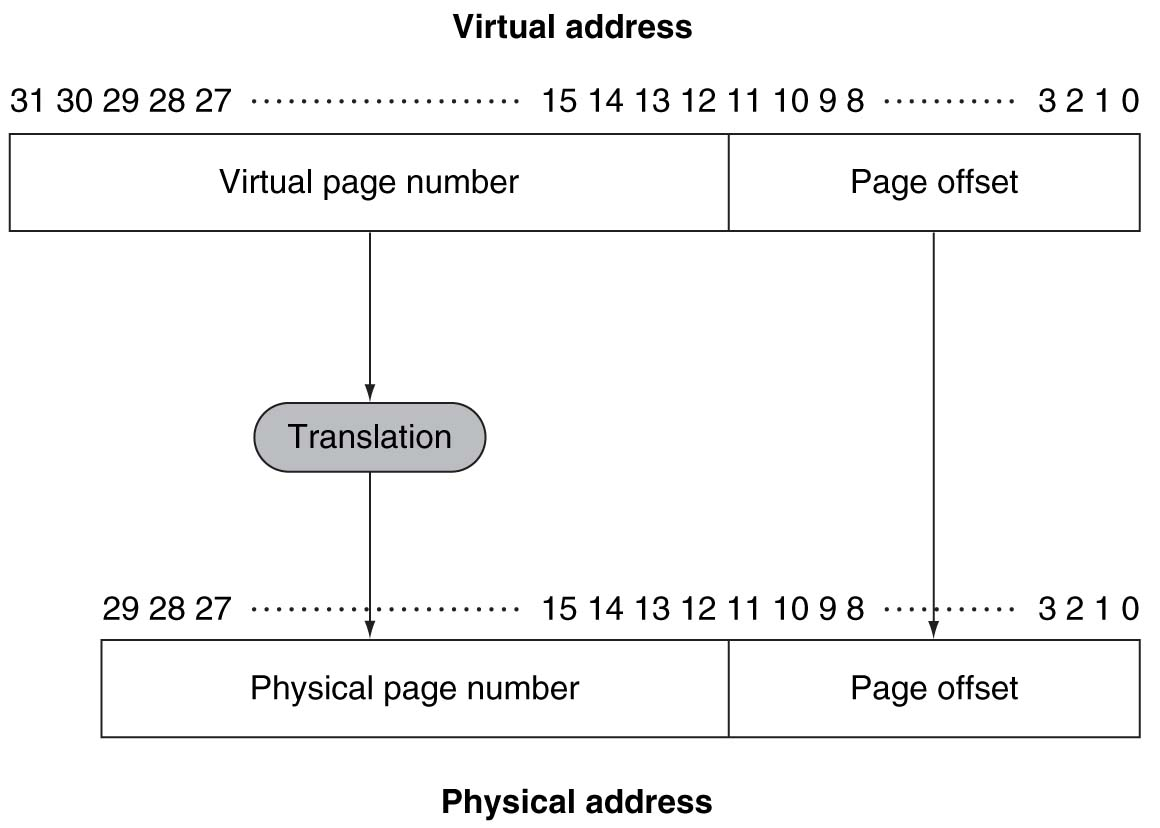 Virtual address
31 30 29 28 27 ····················· 15 14 13 12 11 10 9 8 ··········· 3 2 1 0
Virtual page number Page offset
Translation
29 28 27 ····················· 15 14 13 12 11 10 9 8 ··········· 3 2 1 0
Physical page number Page offset
Physical address